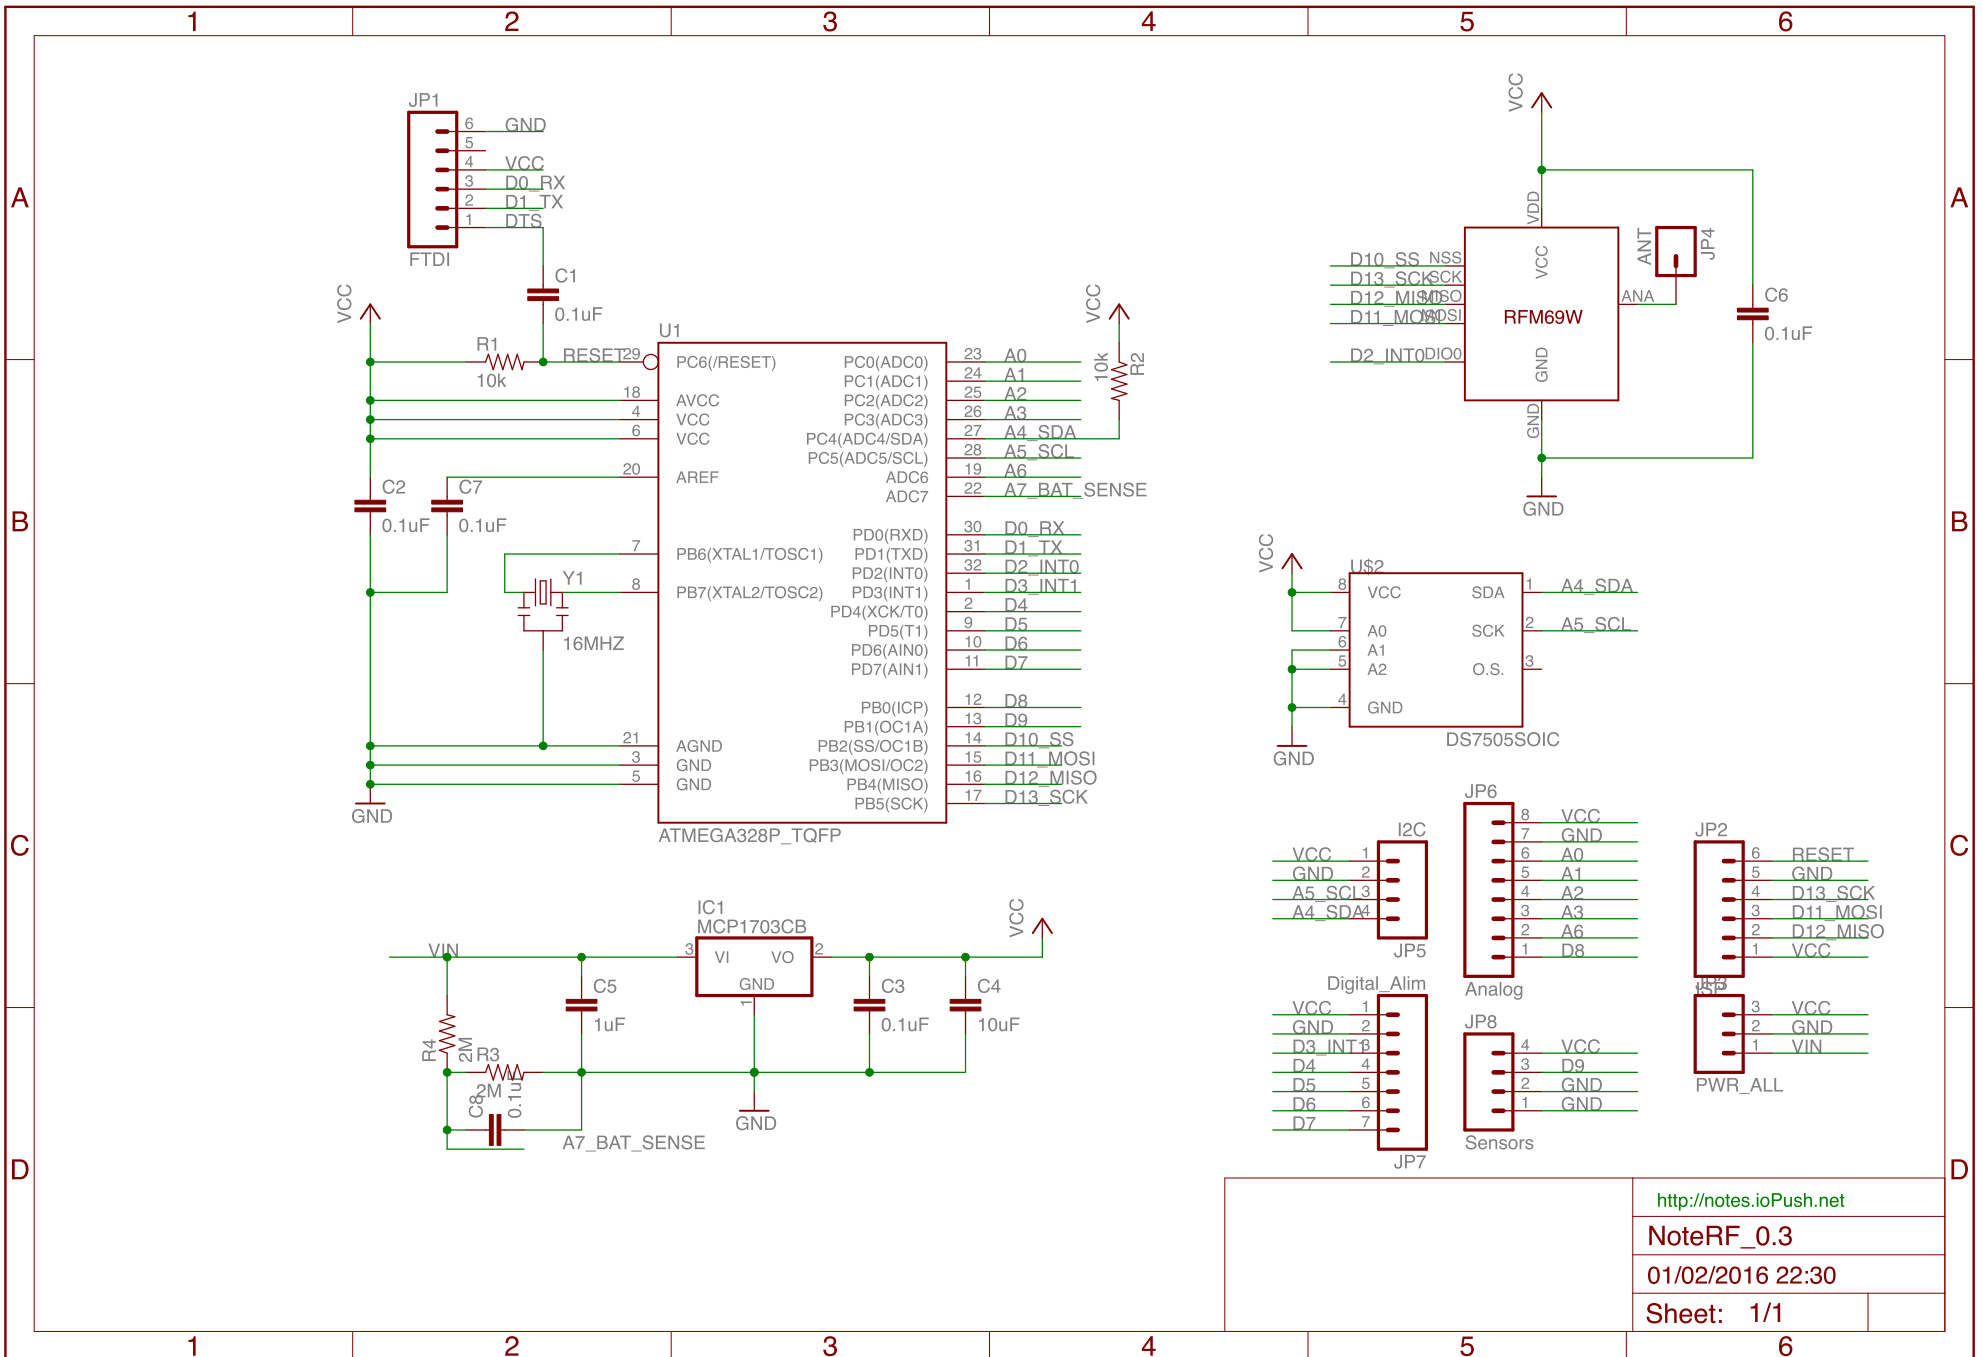 1 2 3 4 5 6
A A
B B
C C
D D
JP1
6 GND
5
4 VCC
3 D0_RX
2 D1_TX
1 DTS
FTDI
C1
0.1uF
VCC
R1
10k
RESET
C2
0.1uF
C7
0.1uF
Y1
16MHZ
GND
U1
29 PC6(/RESET)
18 AVCC
4 VCC
6 VCC
20 AREF
7 PB6(XTAL1/TOSC1)
8 PB7(XTAL2/TOSC2)
21 AGND
3 GND
5 GND
PC0(ADC0) 23 A0
PC1(ADC1) 24 A1
PC2(ADC2) 25 A2
PC3(ADC3) 26 A3
PC4(ADC4/SDA) 27 A4_SDA
PC5(ADC5/SCL) 28 A5_SCL
ADC6 19 A6
ADC7 22 A7_BAT_SENSE
PD0(RXD) 30 D0_RX
PD1(TXD) 31 D1_TX
PD2(INT0) 32 D2_INT0
PD3(INT1) 1 D3_INT1
PD4(XCK/T0) 2 D4
PD5(T1) 9 D5
PD6(AIN0) 10 D6
PD7(AIN1) 11 D7
PB0(ICP) 12 D8
PB1(OC1A) 13 D9
PB2(SS/OC1B) 14 D10_SS
PB3(MOSI/OC2) 15 D11_MOSI
PB4(MISO) 16 D12_MISO
PB5(SCK) 17 D13_SCK
ATMEGA328P_TQFP
VCC
10k
R2
VCC
VDD
VCC
D10_SS NSS
D13_SCK SCK
D12_MISO MISO
D11_MOSI MOSI
D2_INT0 DIO0
RFM69W
GND
GND
GND
ANA
ANT
JP4
C6
0.1uF
VCC
U$2
8 VCC SDA 1 A4_SDA
7 A0 SCK 2 A5_SCL
6 A1
5 A2 O.S. 3
4 GND
DS7505SOIC
GND
IC1
MCP1703CB
VIN
3 VI VO 2
GND
1
VCC
C5
1uF
C3
0.1uF
C4
10uF
R4
2M
R3
2M
C8
0.1uF
A7_BAT_SENSE
GND
I2C
VCC 1
GND 2
A5_SCL 3
A4_SDA 4
JP5
JP6
8 VCC
7 GND
6 A0
5 A1
4 A2
3 A3
2 A6
1 D8
Analog
JP2
6 RESET
5 GND
4 D13_SCK
3 D11_MOSI
2 D12_MISO
1 VCC
ISP
JP3
3 VCC
2 GND
1 VIN
PWR_ALL
Digital_Alim
VCC 1
GND 2
D3_INT1 3
D4 4
D5 5
D6 6
D7 7
JP7
JP8
4 VCC
3 D9
2 GND
1 GND
Sensors
http://notes.ioPush.net
NoteRF_0.3
01/02/2016 22:30
Sheet: 1/1
1 2 3 4 5 6